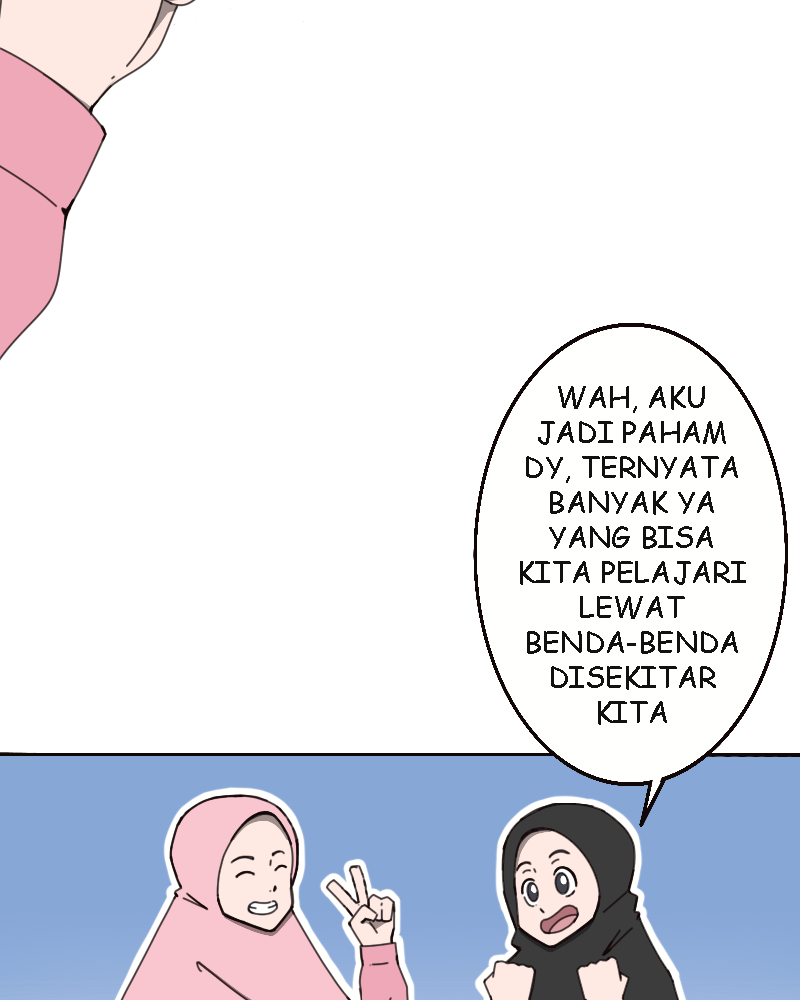 WAH, AKU
JADI PAHAM
DY, TERNYATA
BANYAK YA
YANG BISA
KITA PELAJARI
LEWAT
BENDA-BENDA
DISEKITAR
KITA